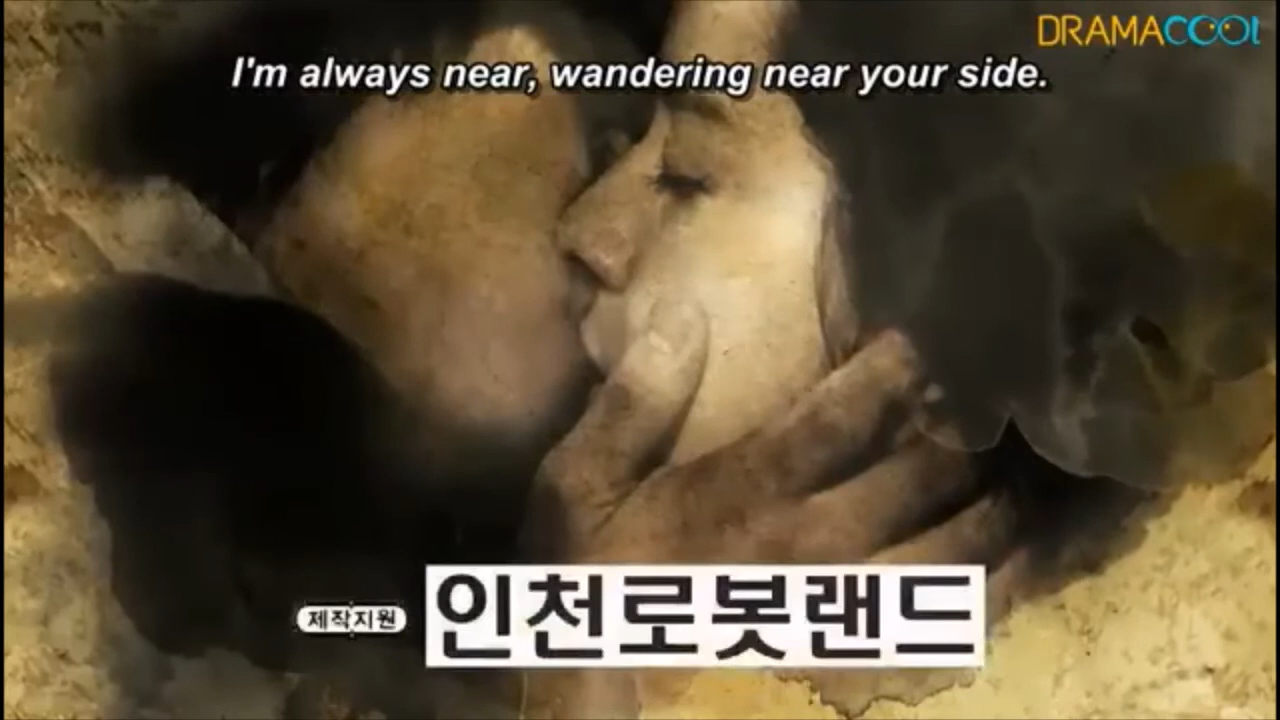 DRAMACOOL
I'm always near, wandering near your side.
제작지원 인천로봇랜드